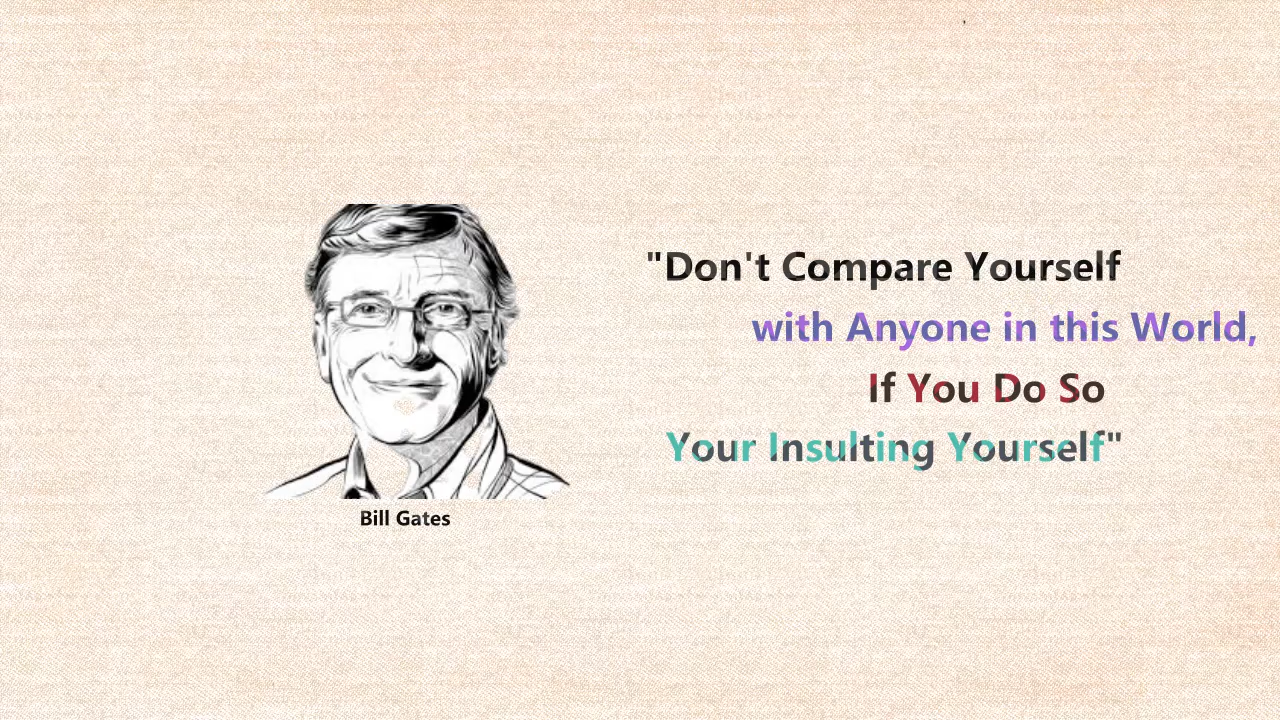 "Don't Compare Yourself
with Anyone in this World,
If You Do So
Your Insulting Yourself"
Bill Gates